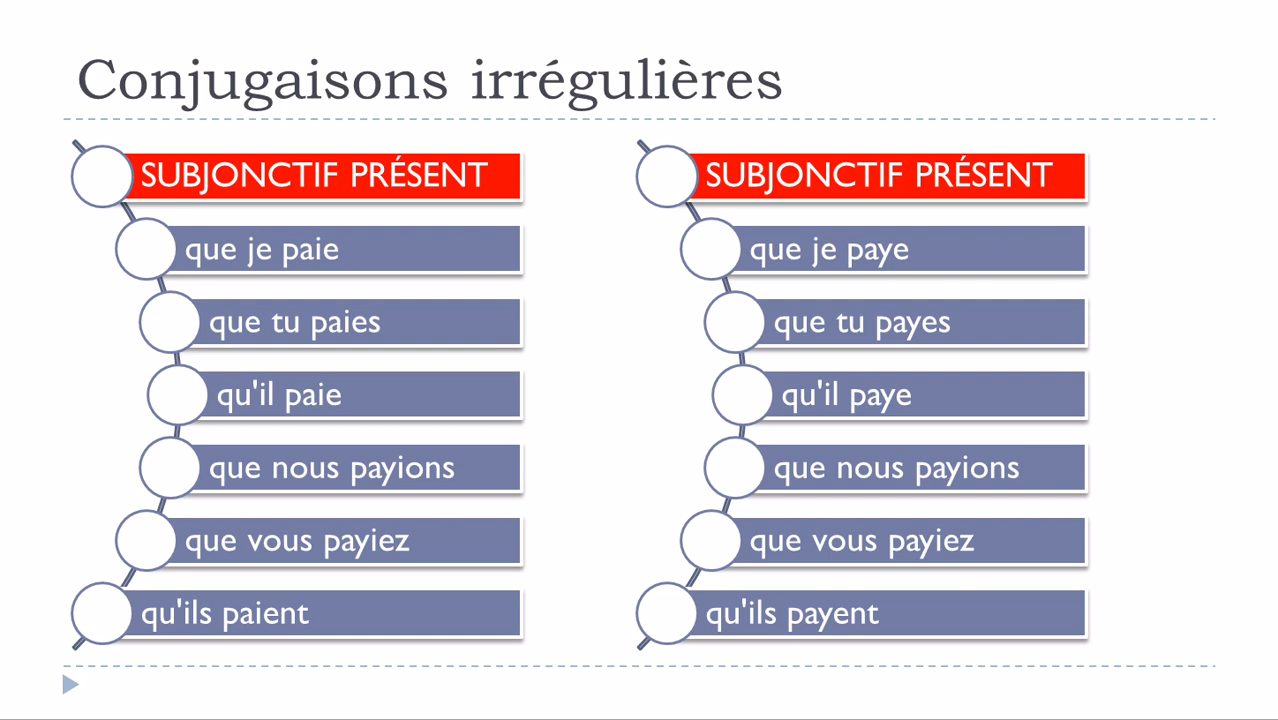 Conjugaisons irrégulières
SUBJONCTIF PRÉSENT
que je paie
que tu paies
qu'il paie
que nous payions
que vous payiez
qu'ils paient
SUBJONCTIF PRÉSENT
que je paye
que tu payes
qu'il paye
que nous payions
que vous payiez
qu'ils payent